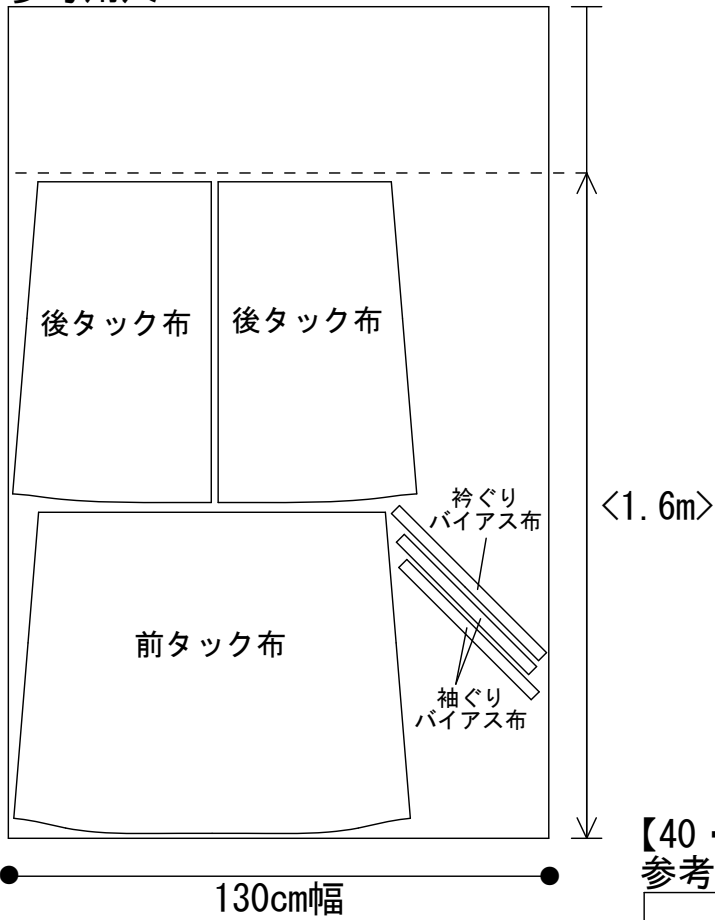 後タック布
後タック布
衿ぐり
バイアス布
<1.6m>
前タック布
袖ぐり
バイアス布
130cm幅
【40・
参考